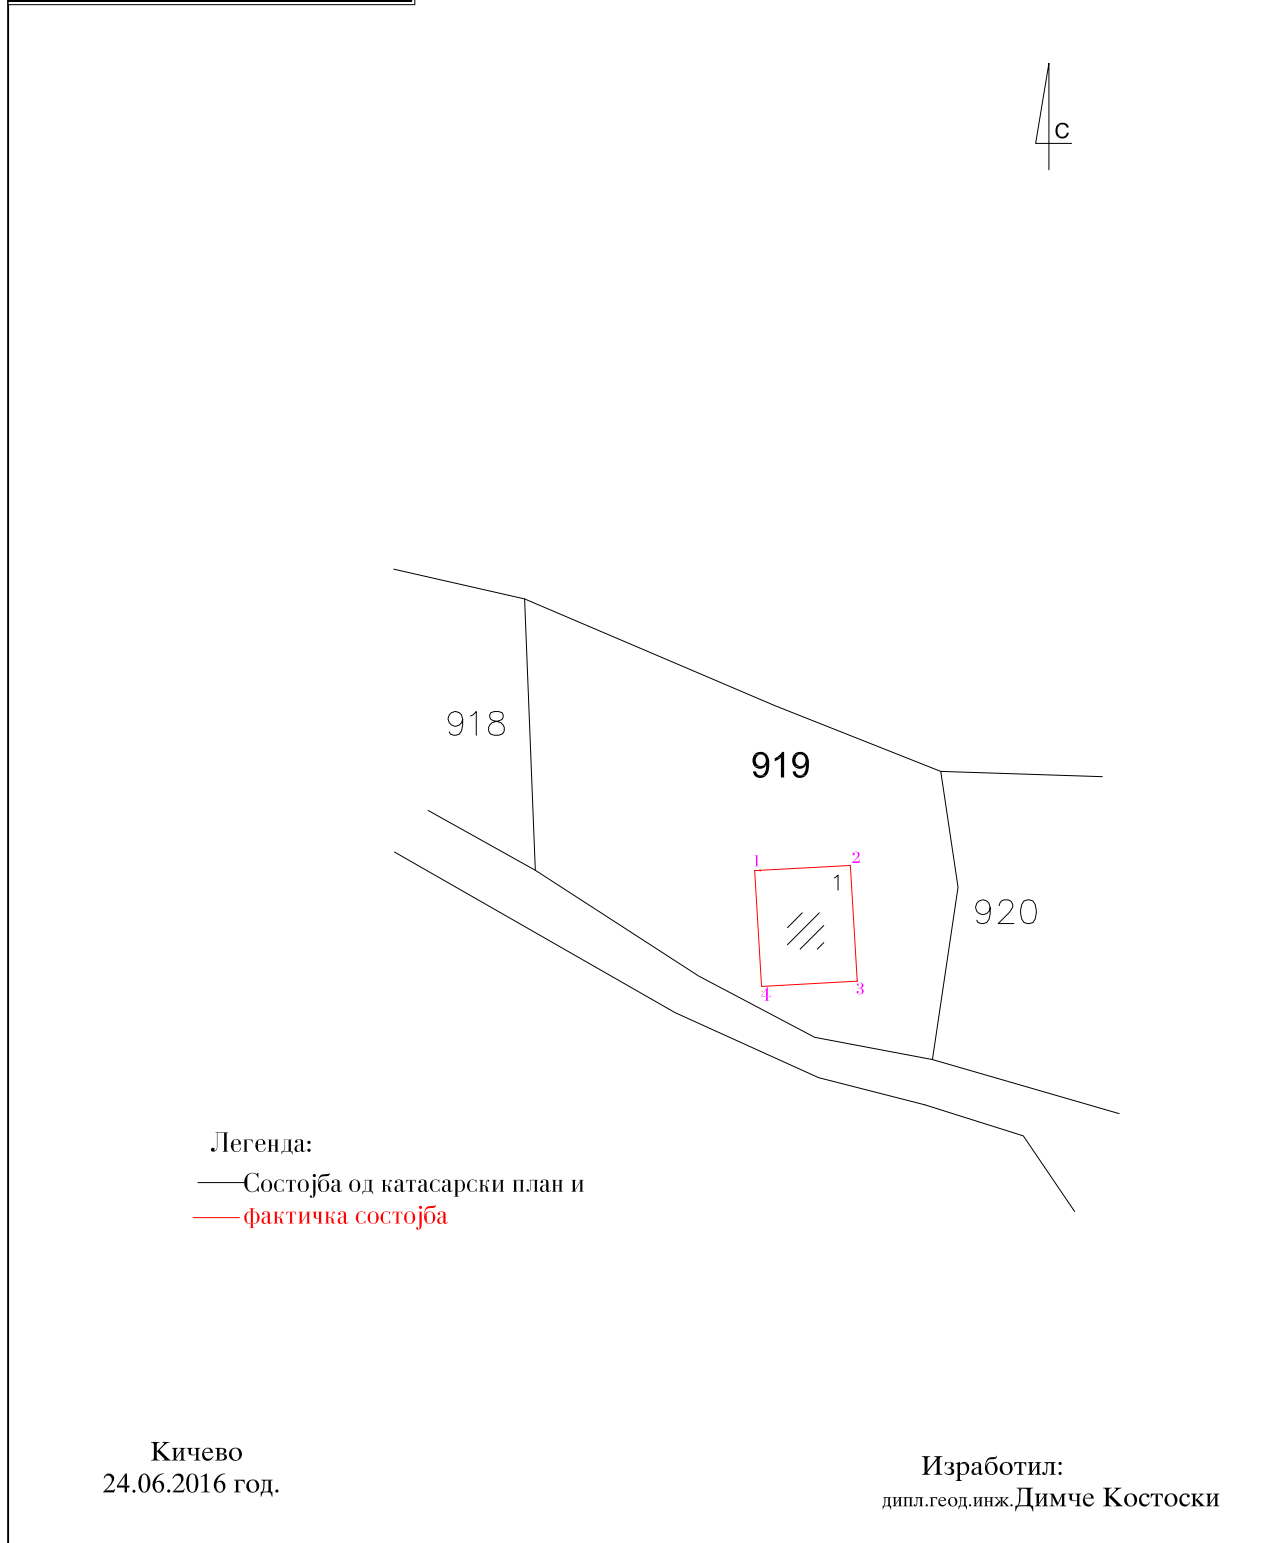 С
918
919
1
2
1
920
4
3
Легенда:
Состојба од катасарски план и
фактичка состојба
Кичево
24.06.2016 год.
Изработил:
дипл.геод.инж.Димче Костоски